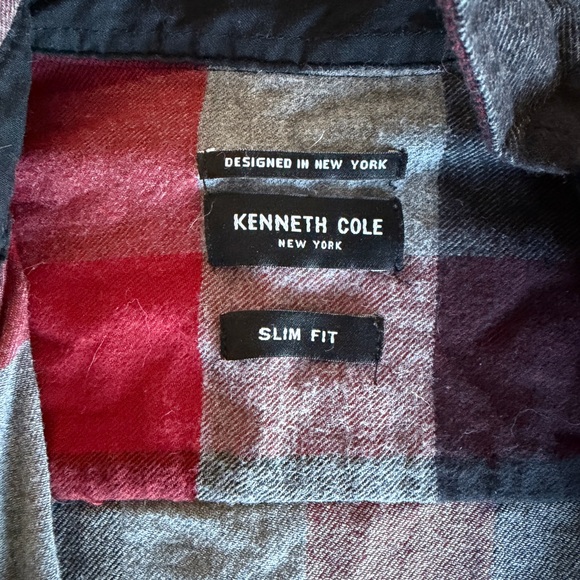 DESIGNED IN NEW YORK
KENNETH COLE
NEW YORK
SLIM FIT